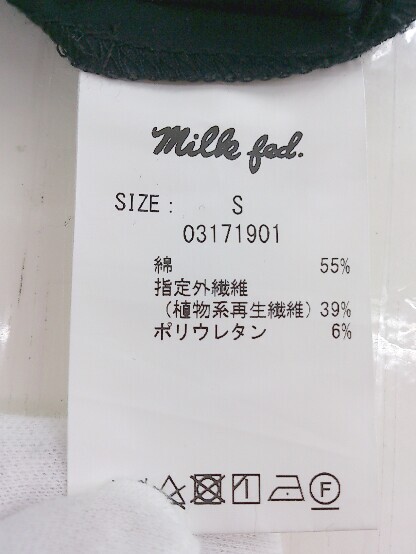 Milk fed.
SIZE : S
03171901
綿 55%
指定外繊維
(植物系再生繊維) 39%
ポリウレタン 6%
F